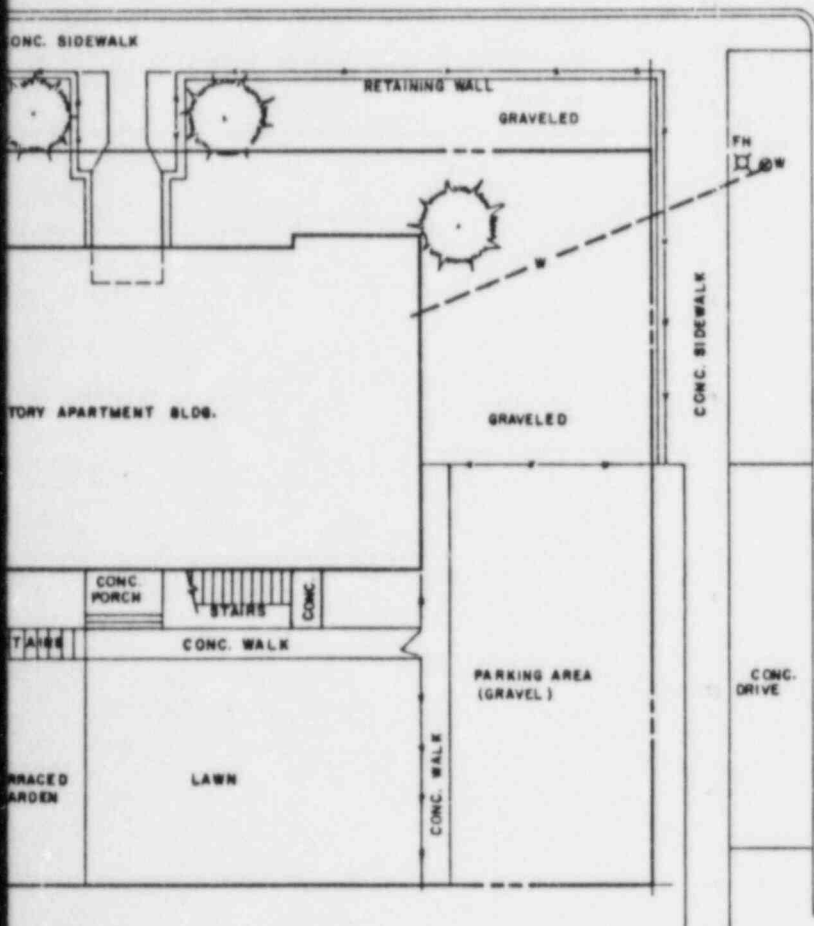 ONC. SIDEWALK
RETAINING WALL
GRAVELED
FH
W
W
CONC. SIDEWALK
TORY APARTMENT BLDG.
GRAVELED
CONC.
PORCH
STAIRS
CONC.
TAIRS
CONC. WALK
PARKING AREA
(GRAVEL)
CONC.
DRIVE
RRACED
ARDEN
LAWN
CONC. WALK